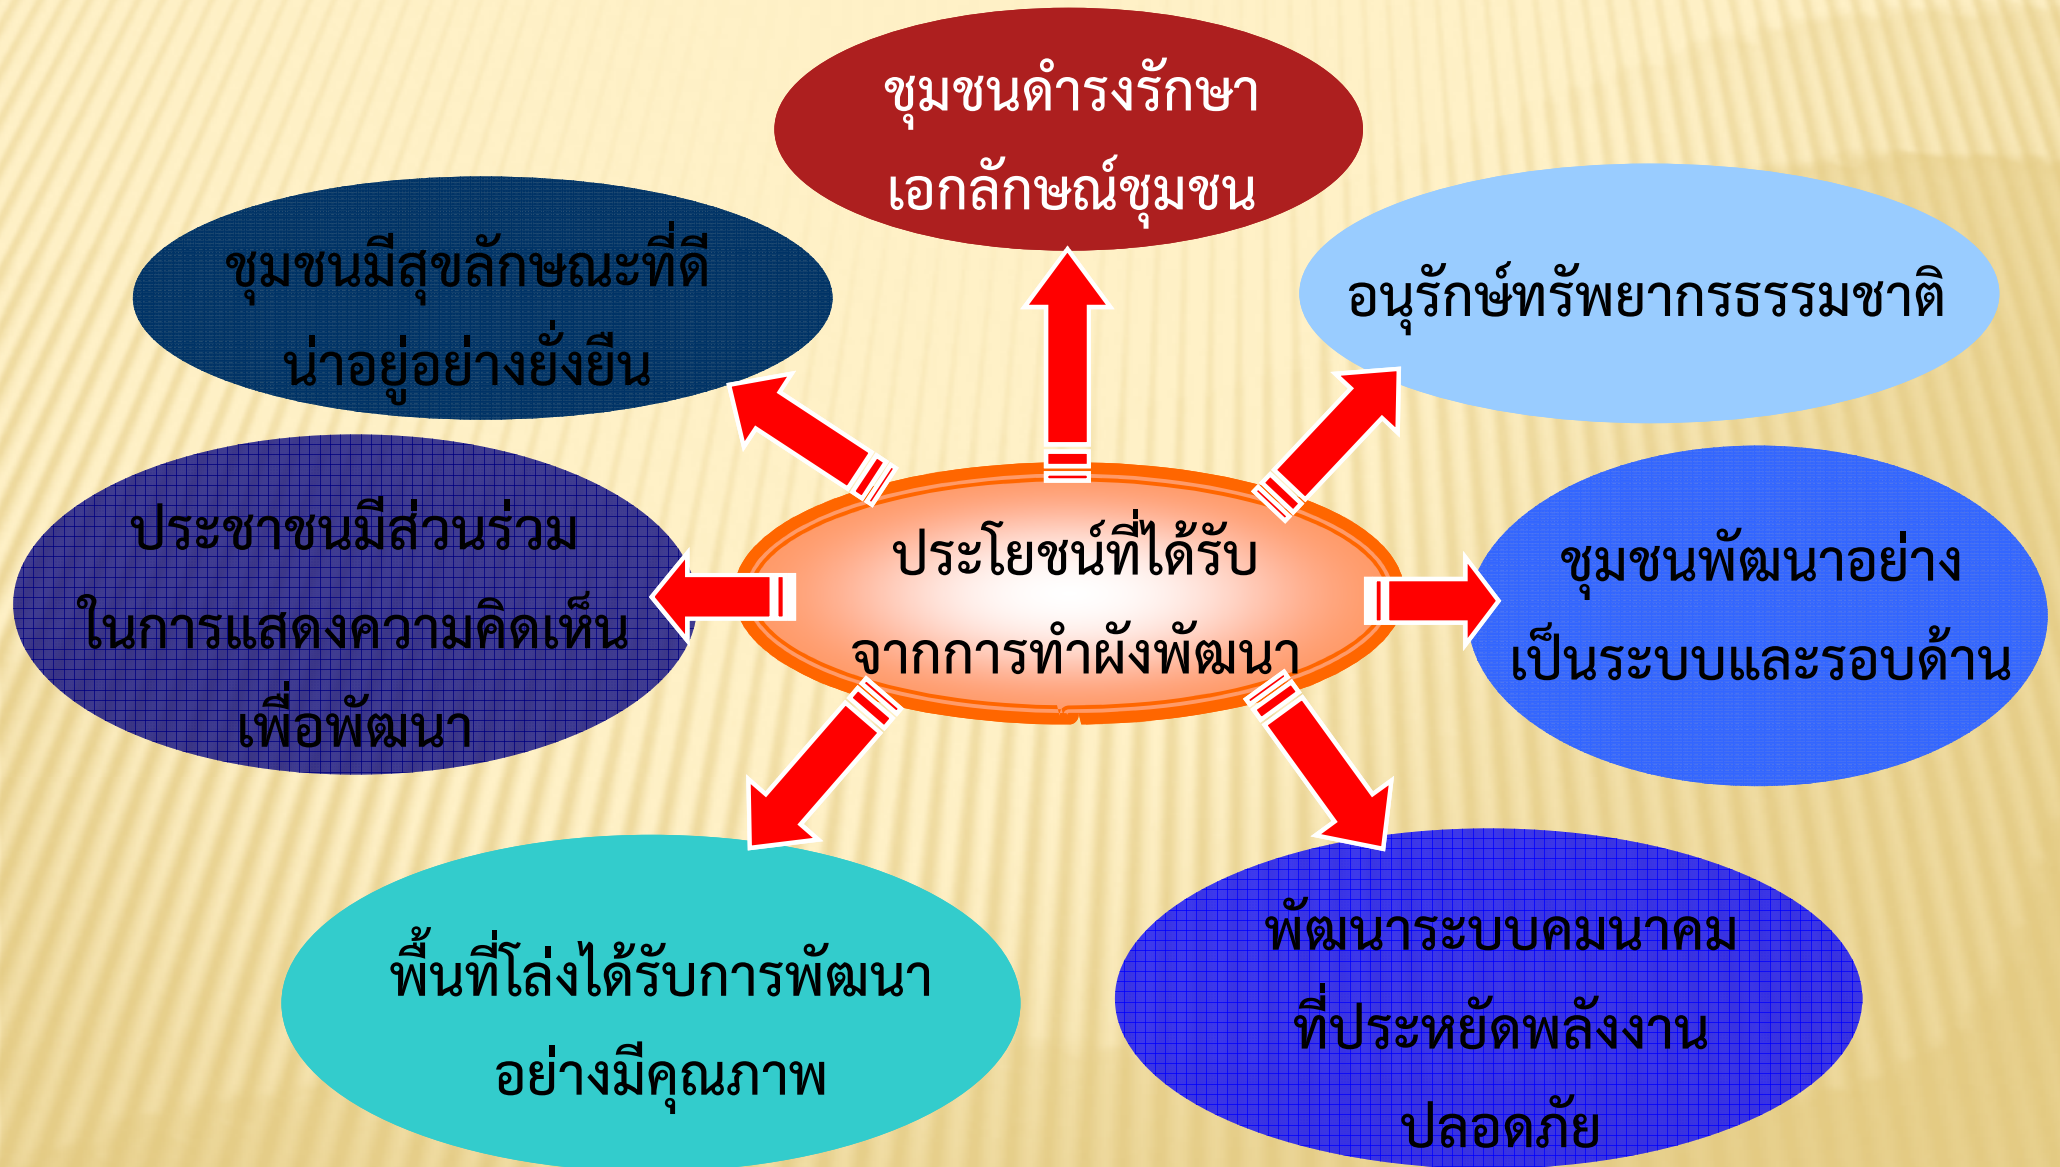 ชุมชนดำรงรักษา
เอกลักษณ์ชุมชน
ชุมชนมีสุขลักษณะที่ดี
น่าอยู่อย่างยั่งยืน
อนุรักษ์ทรัพยากรธรรมชาติ
ประชาชนมีส่วนร่วม
ในการแสดงความคิดเห็น
เพื่อพัฒนา
ประโยชน์ที่ได้รับ
จากการทำผังพัฒนา
ชุมชนพัฒนาอย่าง
เป็นระบบและรอบด้าน
พื้นที่โล่งได้รับการพัฒนา
อย่างมีคุณภาพ
พัฒนาระบบคมนาคม
ที่ประหยัดพลังงาน
ปลอดภัย